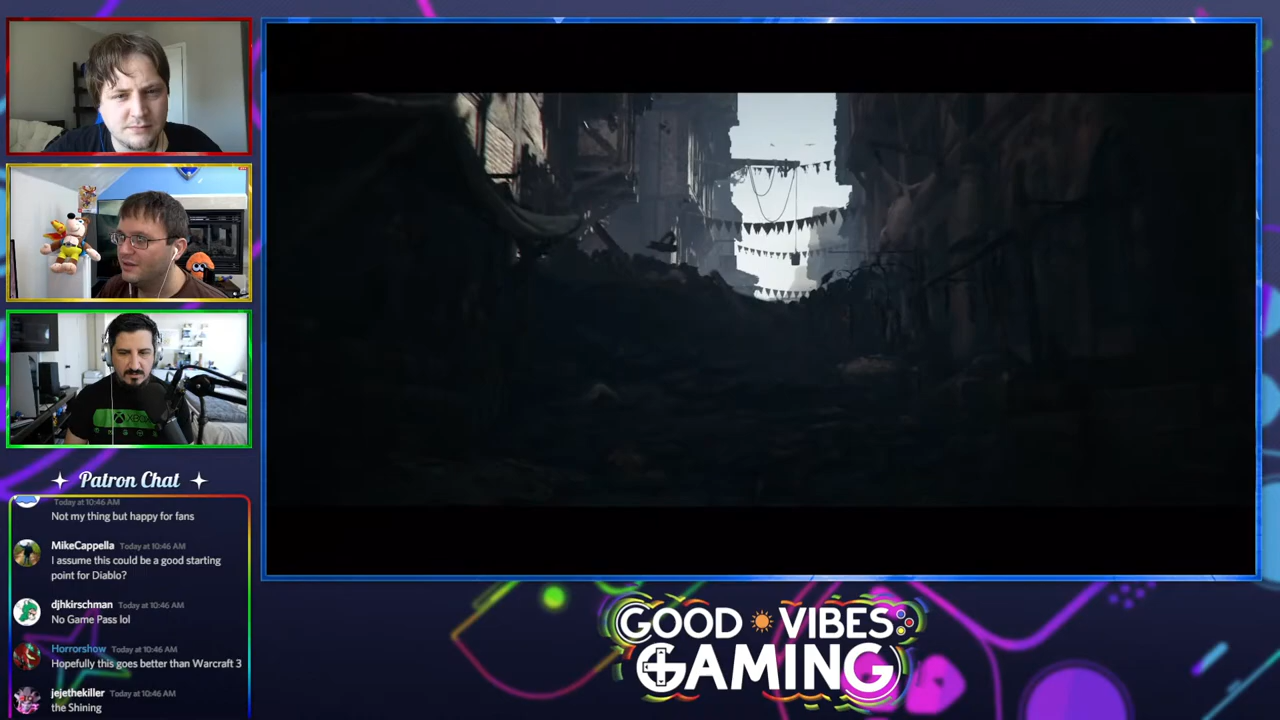 XBOX
Patron Chat
Today at 10:46 AM
Not my thing but happy for fans
MikeCappella Today at 10:46 AM
I assume this could be a good starting
point for Diablo?
djhkirschman Today at 10:46 AM
No Game Pass lol
Horrorshow Today at 10:46 AM
Hopefully this goes better than Warcraft 3
jejethekiller Today at 10:46 AM
the Shining
GOOD VIBES
GAMING